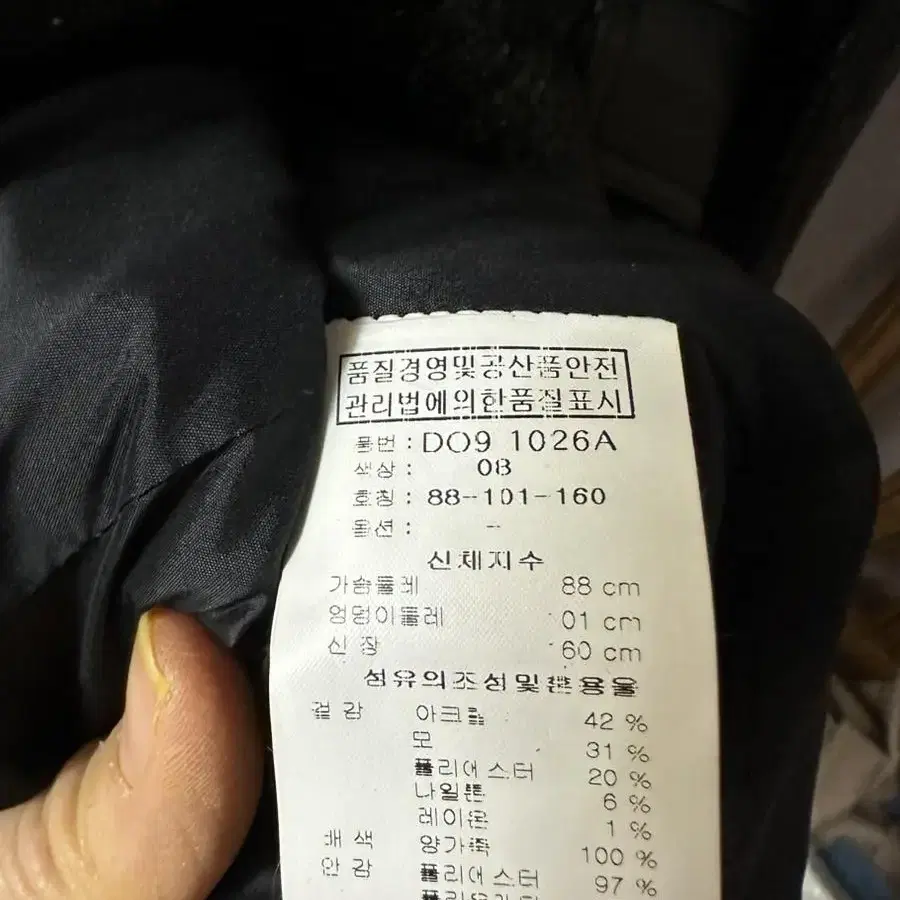 품질경영및공산품안전
관리법에의한품질표시
품번 : DO9 1026A
색상 : 08
호칭 : 88-101-160
옵션 : -
신체지수
가슴둘레 88 cm
엉덩이둘레 01 cm
신 장 60 cm
섬유의조성및혼용율
겉 감 아크릴 42 %
모 31 %
폴리에스터 20 %
나일론 6 %
레이온 1 %
배 색 양가죽 100 %
안 감 폴리에스터 97 %